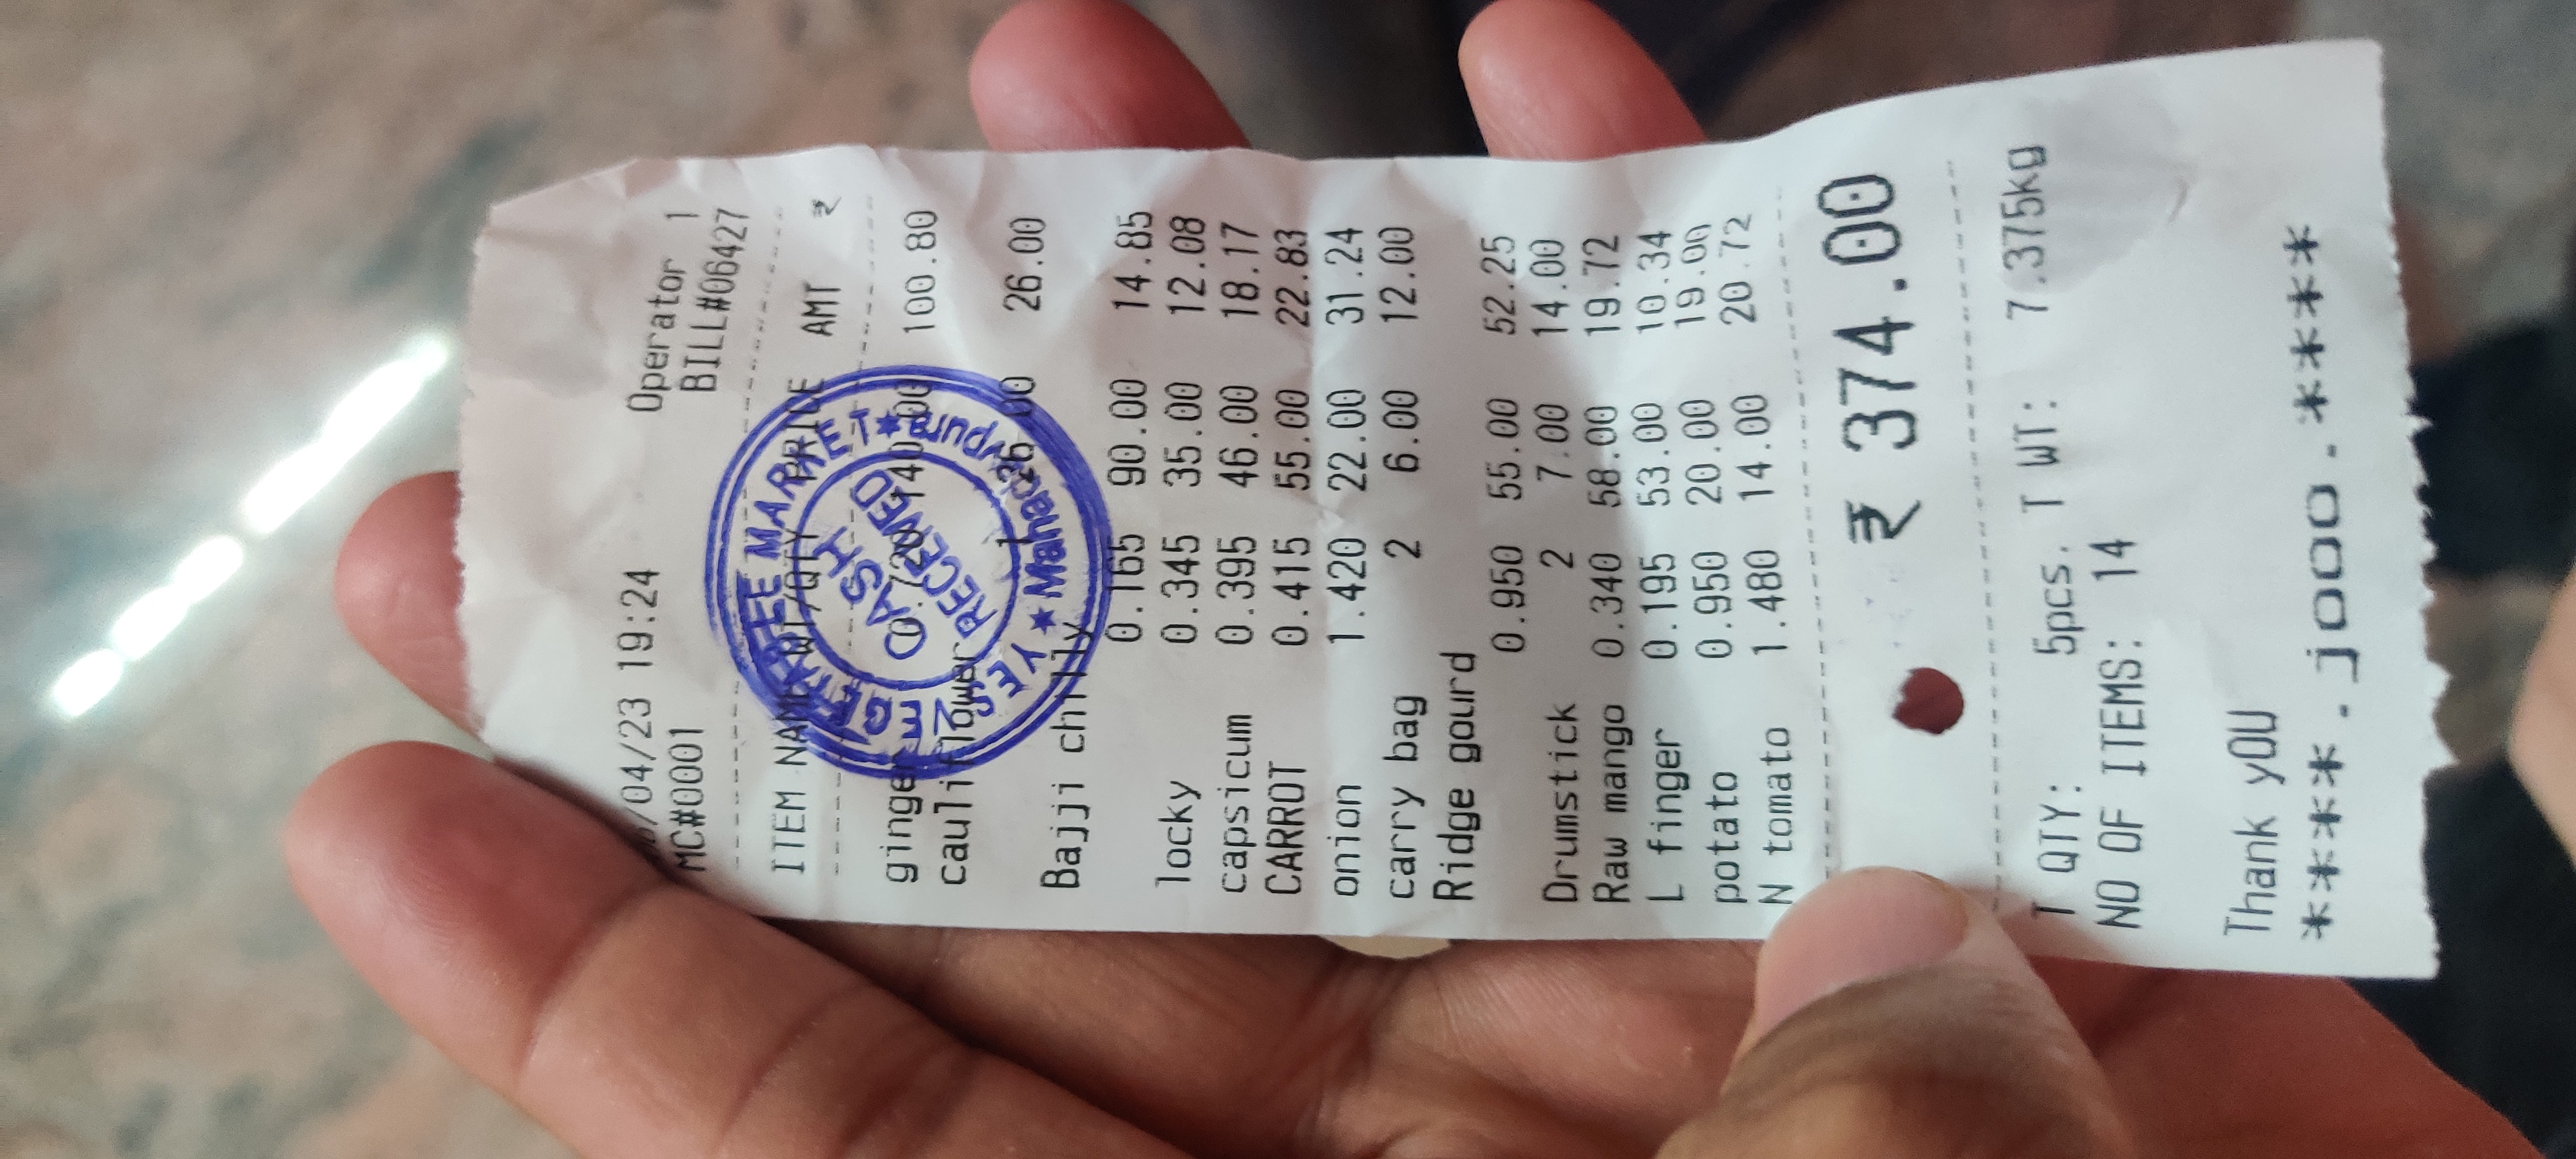 /04/23 19:24 Operator 1
MC#0001 BILL#06427
ITEM NAME WT/QTY PRICE AMT ₹
ginger 0.720 140.00 100.80
cauliflower
1 26.00 26.00
Bajji chilly
0.165 90.00 14.85
locky 0.345 35.00 12.08
capsicum 0.395 46.00 18.17
CARROT 0.415 55.00 22.83
onion 1.420 22.00 31.24
carry bag 2 6.00 12.00
Ridge gourd
0.950 55.00 52.25
Drumstick 2 7.00 14.00
Raw mango 0.340 58.00 19.72
L finger 0.195 53.00 10.34
potato 0.950 20.00 19.00
N tomato 1.480 14.00 20.72
₹ 374.00
T QTY: 5pcs. T WT: 7.375kg
NO OF ITEMS: 14
Thank yOU
****.jooo.****
YES VEGETABLE MARKET
CASH
RECEIVED